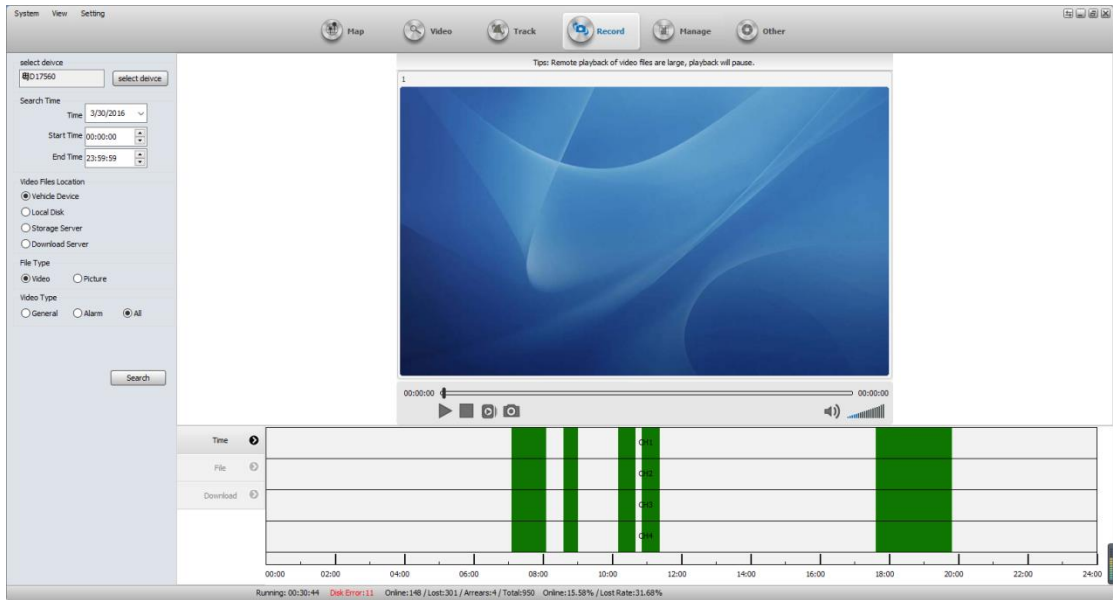 System View Setting
Map Video Track Record Manage Other
select deivce
D17560 select deivce
Search Time
Time 3/30/2016
Start Time 00:00:00
End Time 23:59:59
Video Files Location
Vehicle Device
Local Disk
Storage Server
Download Server
File Type
Video Picture
Video Type
General Alarm All
Search
Tips: Remote playback of video files are large, playback will pause.
1
00:00:00 00:00:00
Time
File
Download
CH1
CH2
CH3
CH4
00:00 02:00 04:00 06:00 08:00 10:00 12:00 14:00 16:00 18:00 20:00 22:00 24:00
Running: 00:30:44 Disk Error:11 Online:148 / Lost:301 / Arrears:4 / Total:950 Online:15.58% / Lost Rate:31.68%